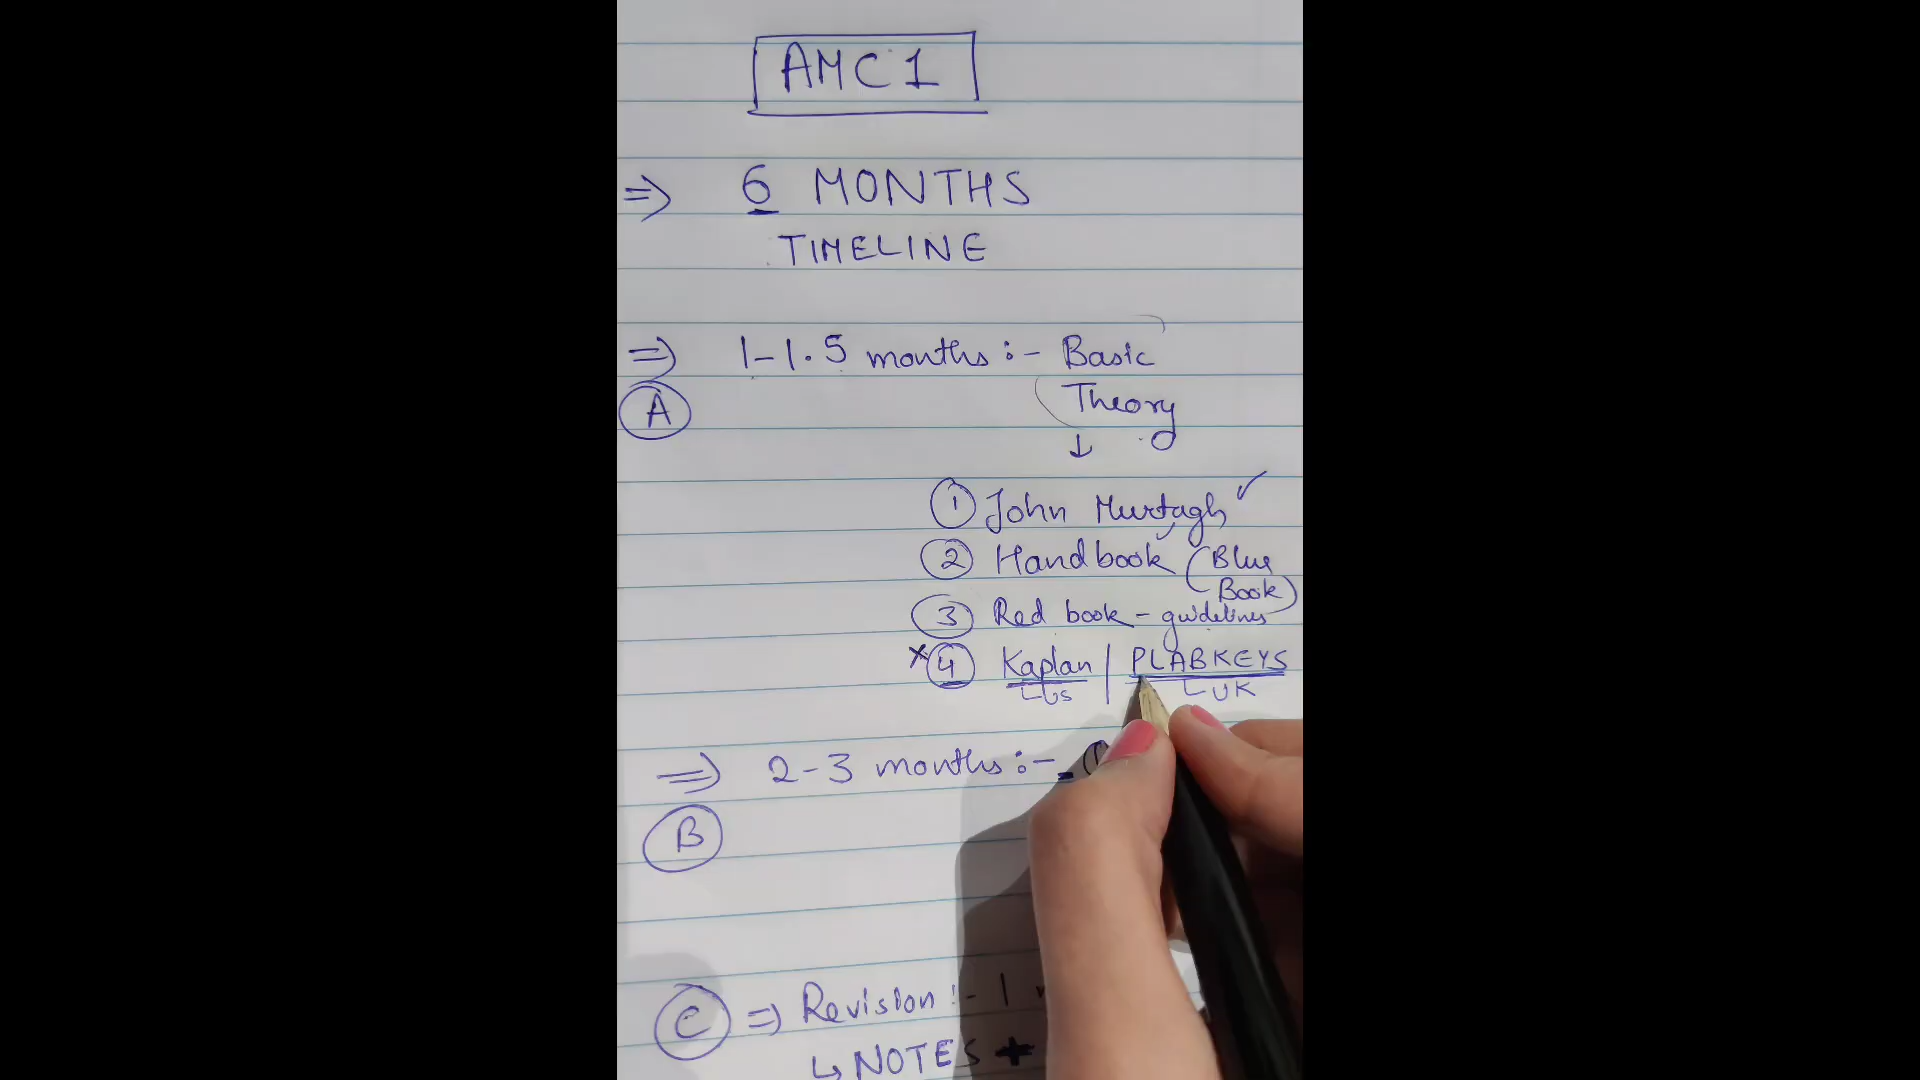 AMC 1
⇒ 6 MONTHS
TIMELINE
⇒ 1-1.5 months :- Basic
A Theory
↓
1 John Murtagh ✓
2 Handbook (Blue
Book)
3 Red book - guidelines
x 4 Kaplan | PLABKEYS
US UK
⇒ 2-3 months :-
B
C ⇒ Revision :- 1
↳ NOTES +